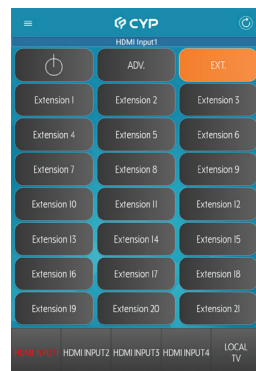 CYP
HDMI Input1
ADV. EXT.
Extension 1 Extension 2 Extension 3
Extension 4 Extension 5 Extension 6
Extension 7 Extension 8 Extension 9
Extension 10 Extension 11 Extension 12
Extension 13 Extension 14 Extension 15
Extension 16 Extension 17 Extension 18
Extension 19 Extension 20 Extension 21
HDMI INPUT1 HDMI INPUT2 HDMI INPUT3 HDMI INPUT4 LOCAL
TV